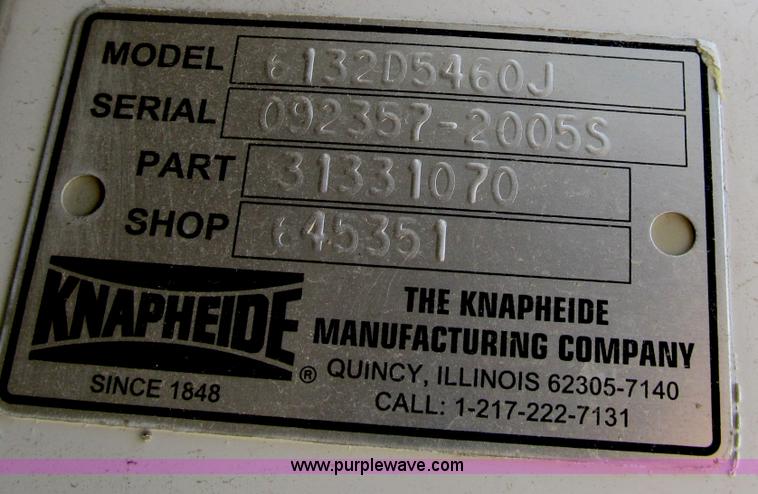 MODEL 6132D5460J
SERIAL 092357-2005S
PART 31331070
SHOP 645351
KNAPHEIDE ®
SINCE 1848
THE KNAPHEIDE
MANUFACTURING COMPANY
QUINCY, ILLINOIS 62305-7140
CALL: 1-217-222-7131
www.purplewave.com